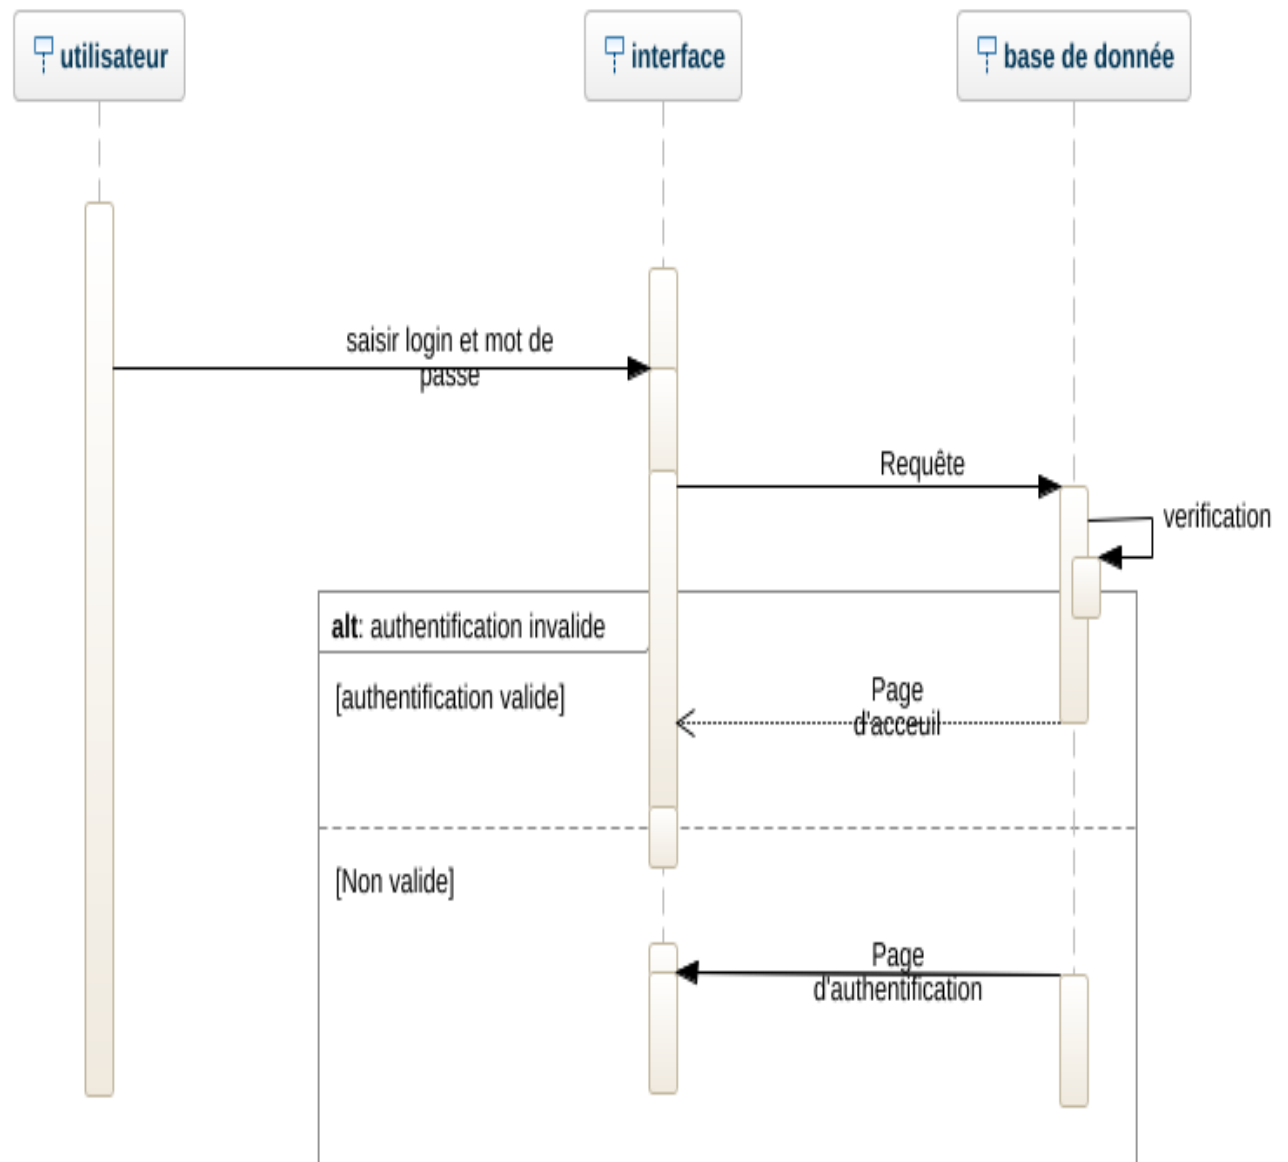 utilisateur
interface
base de donnée
saisir login et mot de
passe
Requête
verification
alt: authentification invalide
[authentification valide]
Page
d'acceuil
[Non valide]
Page
d'authentification